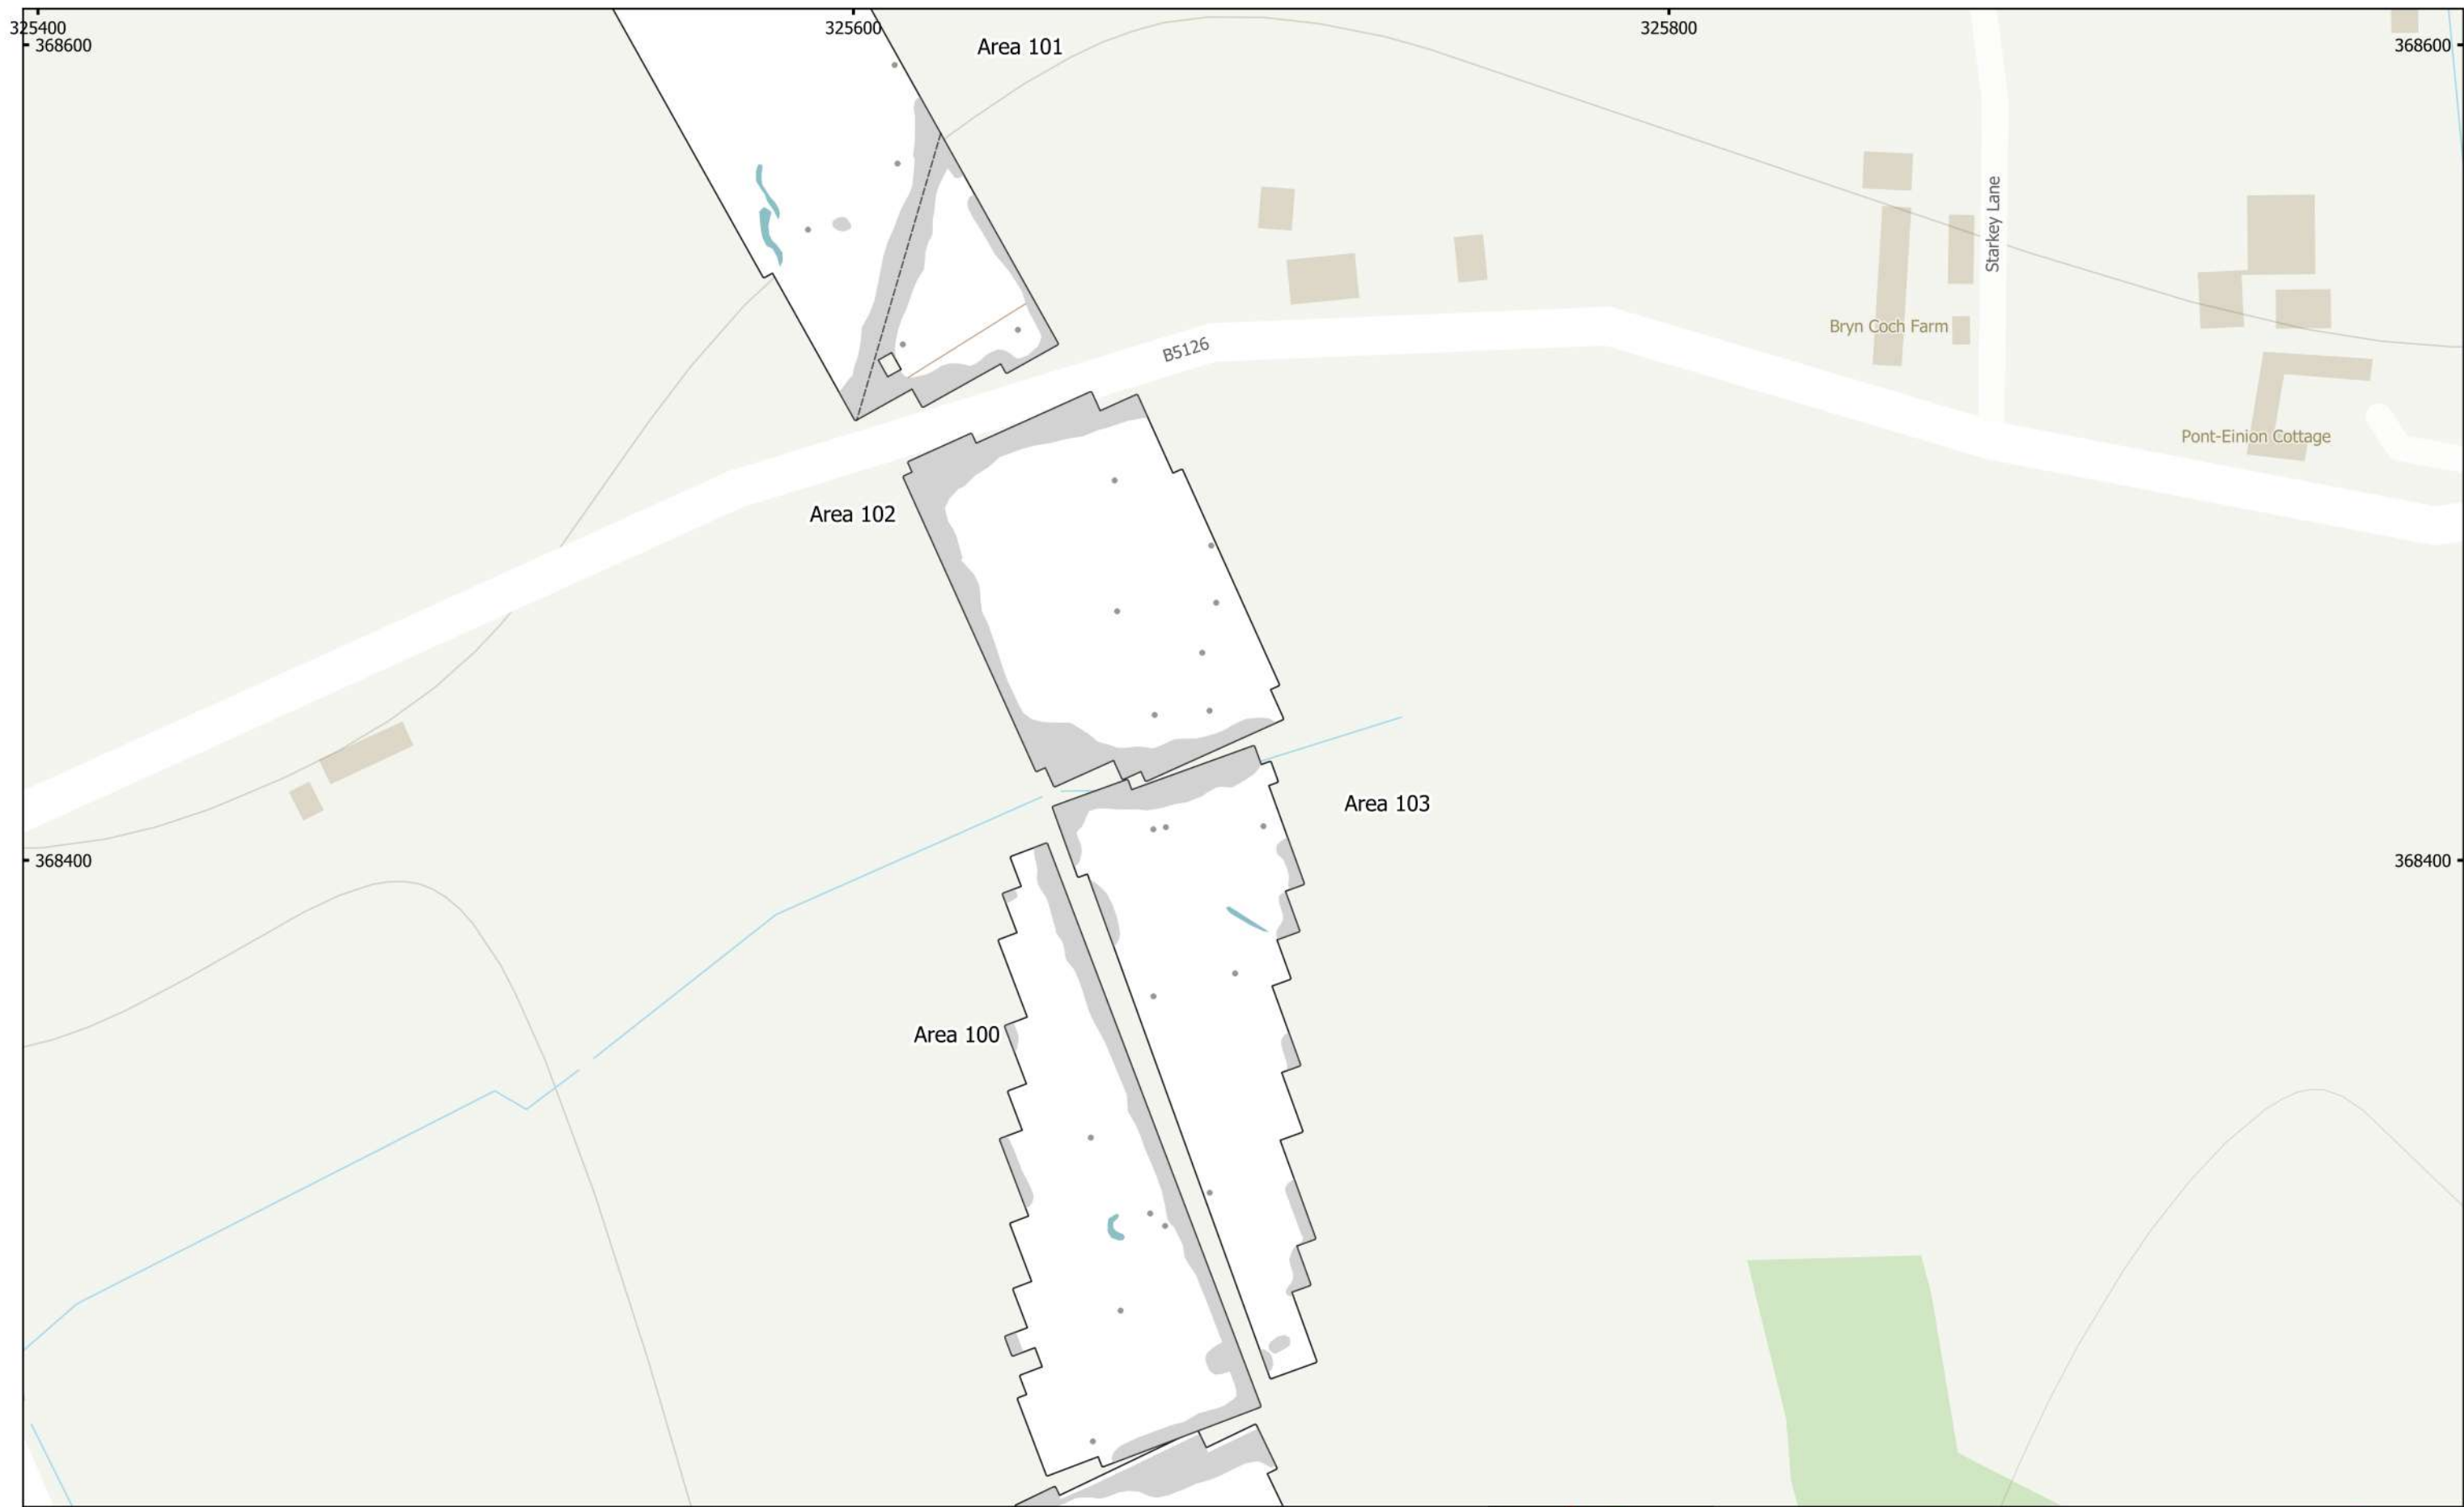 325400
325600
325800
368600
368600
Area 101
Starkey Lane
Bryn Coch Farm
B5126
Pont-Einion Cottage
Area 102
Area 103
368400
368400
Area 100